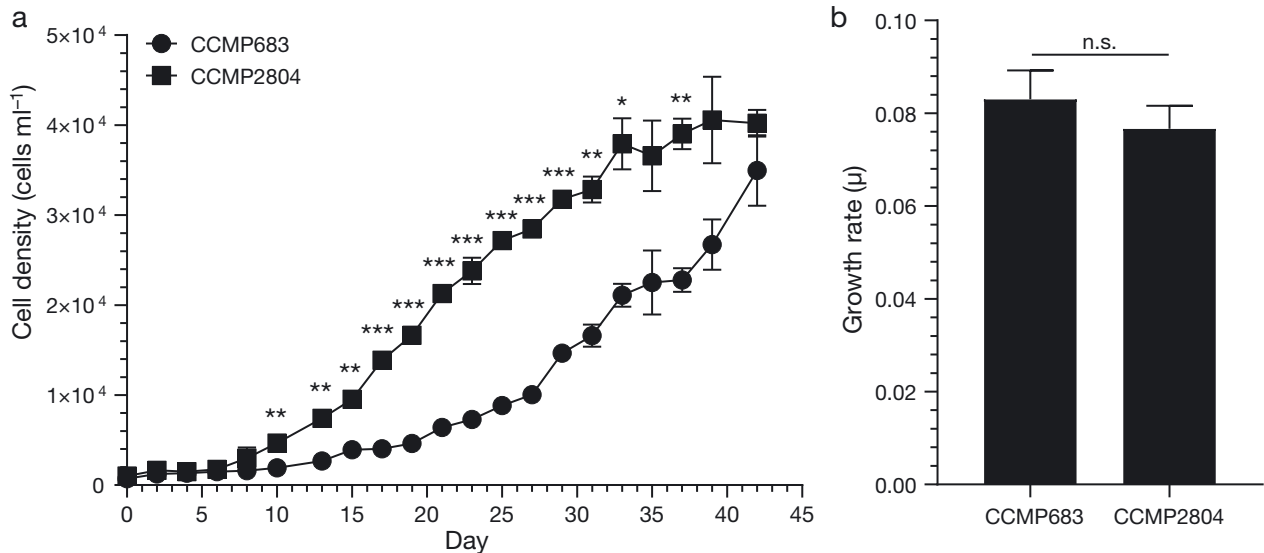 a
5×10⁴
4×10⁴
3×10⁴
2×10⁴
1×10⁴
0
Cell density (cells ml⁻¹)
CCMP683
CCMP2804
**
**
**
***
***
***
***
***
***
***
**
*
**
0 5 10 15 20 25 30 35 40 45
Day
b
0.10
0.08
0.06
0.04
0.02
0.00
Growth rate (µ)
n.s.
CCMP683 CCMP2804